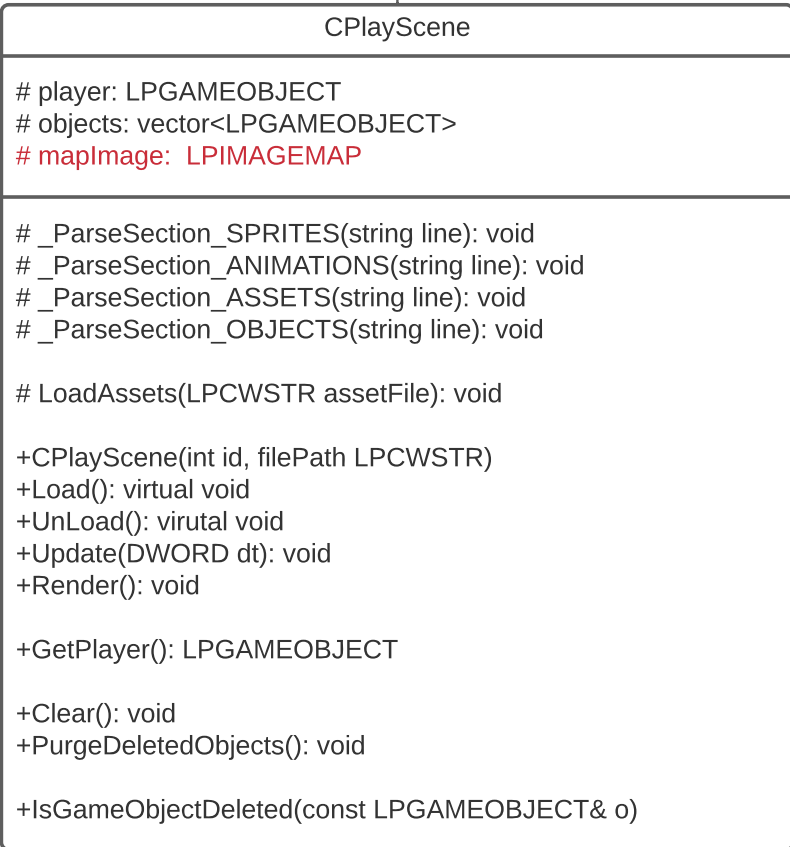 CPlayScene
# player: LPGAMEOBJECT
# objects: vector<LPGAMEOBJECT>
# mapImage:  LPIMAGEMAP
# _ParseSection_SPRITES(string line): void
# _ParseSection_ANIMATIONS(string line): void
# _ParseSection_ASSETS(string line): void
# _ParseSection_OBJECTS(string line): void
# LoadAssets(LPCWSTR assetFile): void
+CPlayScene(int id, filePath LPCWSTR)
+Load(): virtual void
+UnLoad(): virutal void
+Update(DWORD dt): void
+Render(): void
+GetPlayer(): LPGAMEOBJECT
+Clear(): void
+PurgeDeletedObjects(): void
+IsGameObjectDeleted(const LPGAMEOBJECT& o)